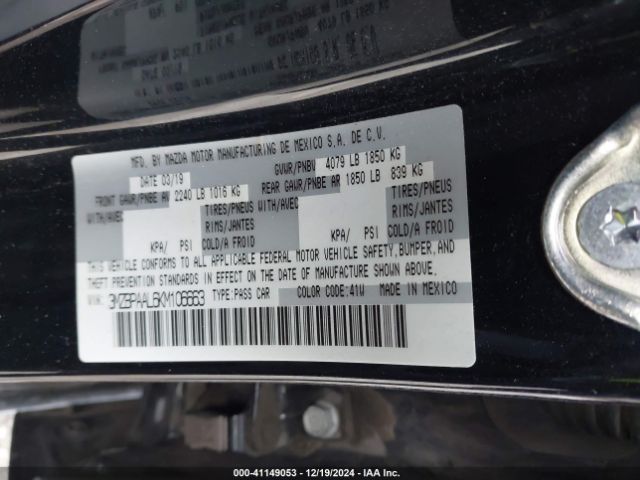 MFD. BY MAZDA MOTOR MANUFACTURING DE MEXICO S.A. DE C.V.
DATE 03/19 GVWR/PNBV 4079 LB 1850 KG
FRONT GAWR/PNBE AV 2240 LB 1016 KG REAR GAWR/PNBE AR 1850 LB 839 KG
WITH/AVEC TIRES/PNEUS WITH/AVEC TIRES/PNEUS
RIMS/JANTES RIMS/JANTES
KPA/ PSI COLD/A FROID KPA/ PSI COLD/A FROID
THIS VEHICLE CONFORMS TO ALL APPLICABLE FEDERAL MOTOR VEHICLE SAFETY, BUMPER, AND
THEFT PREVENTION STANDARDS IN EFFECT ON THE DATE OF MANUFACTURE SHOWN ABOVE.
VIN: 3MZBPAAL6KM106663 TYPE:PASS CAR COLOR CODE:41W MADE IN MEXICO
000-41149053 - 12/19/2024 - IAA Inc.